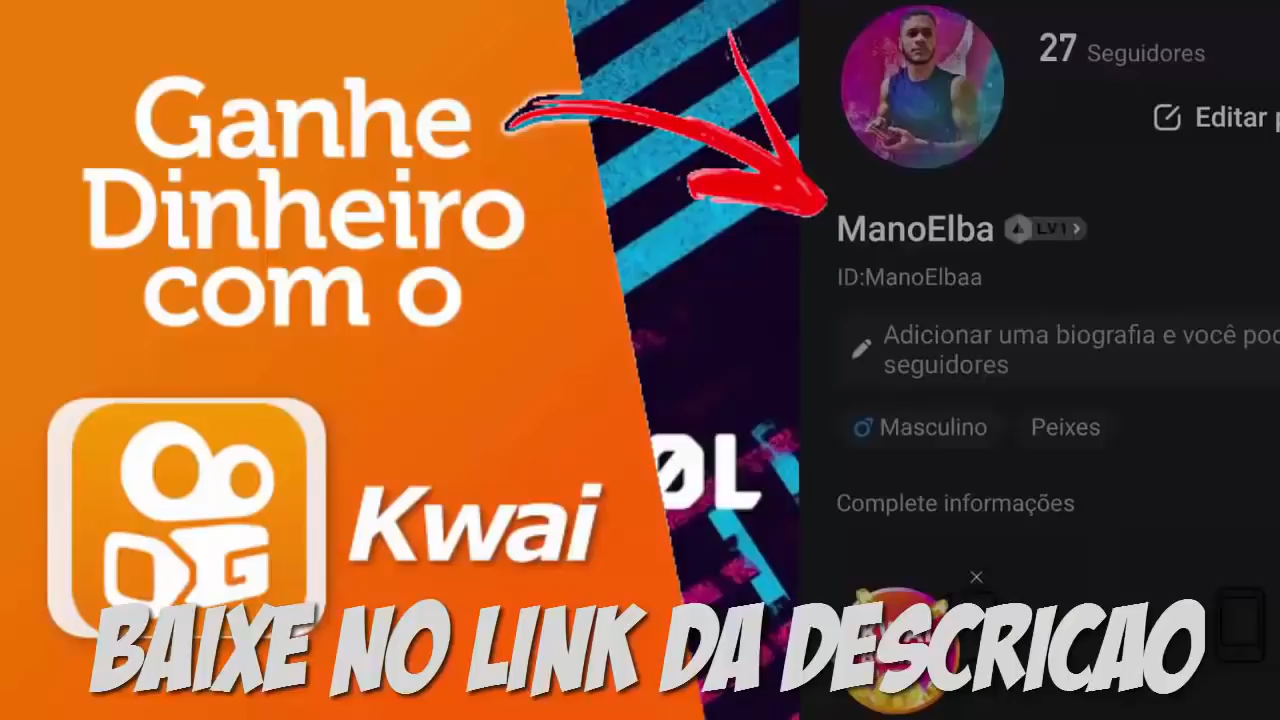 Ganhe
Dinheiro
com o
Kwai
ØL
27 Seguidores
Editar
ManoElba
LV1
ID:ManoElbaa
Adicionar uma biografia e você
seguidores
Masculino
Peixes
Complete informações
BAIXE NO LINK DA DESCRICAO